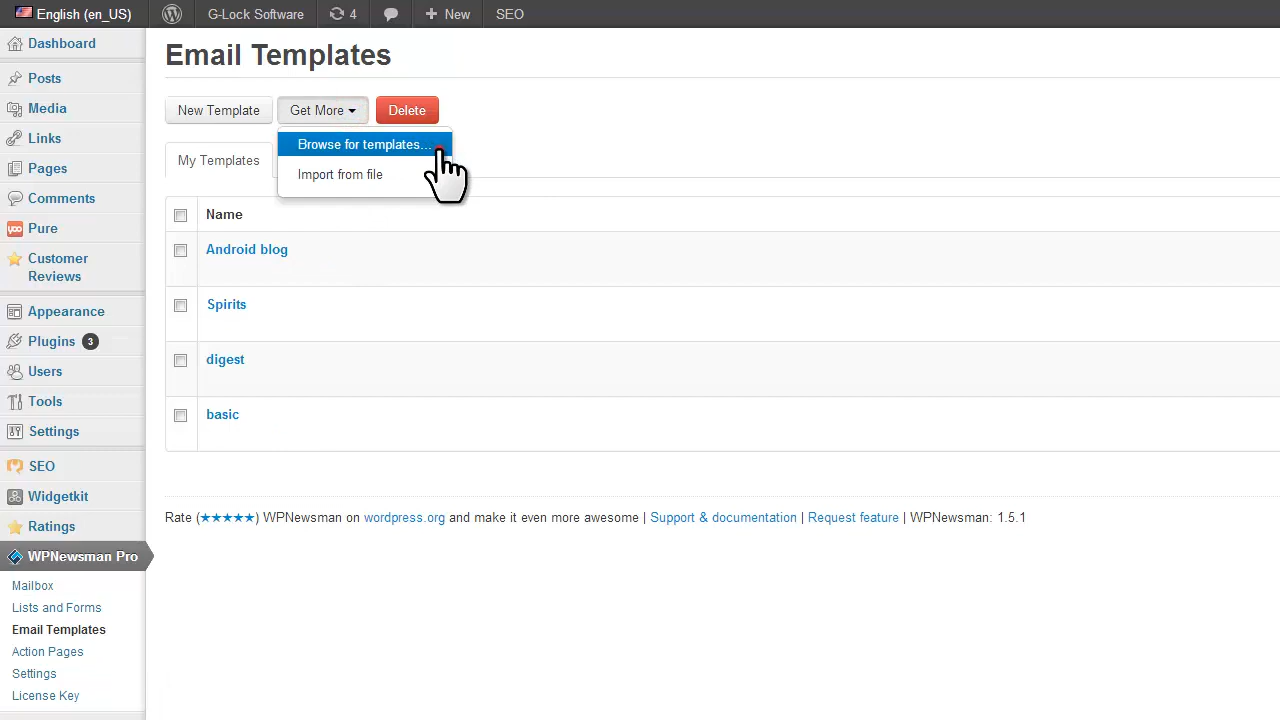 English (en_US) G-Lock Software 4 New SEO
Dashboard
Posts
Media
Links
Pages
Comments
yoo Pure
Customer
Reviews
Appearance
Plugins 3
Users
Tools
Settings
SEO
Widgetkit
Ratings
WPNewsman Pro
Mailbox
Lists and Forms
Email Templates
Action Pages
Settings
License Key
Email Templates
New Template Get More Delete
Browse for templates...
Import from file
My Templates
Name
Android blog
Spirits
digest
basic
Rate (★★★★★) WPNewsman on wordpress.org and make it even more awesome | Support & documentation | Request feature | WPNewsman: 1.5.1